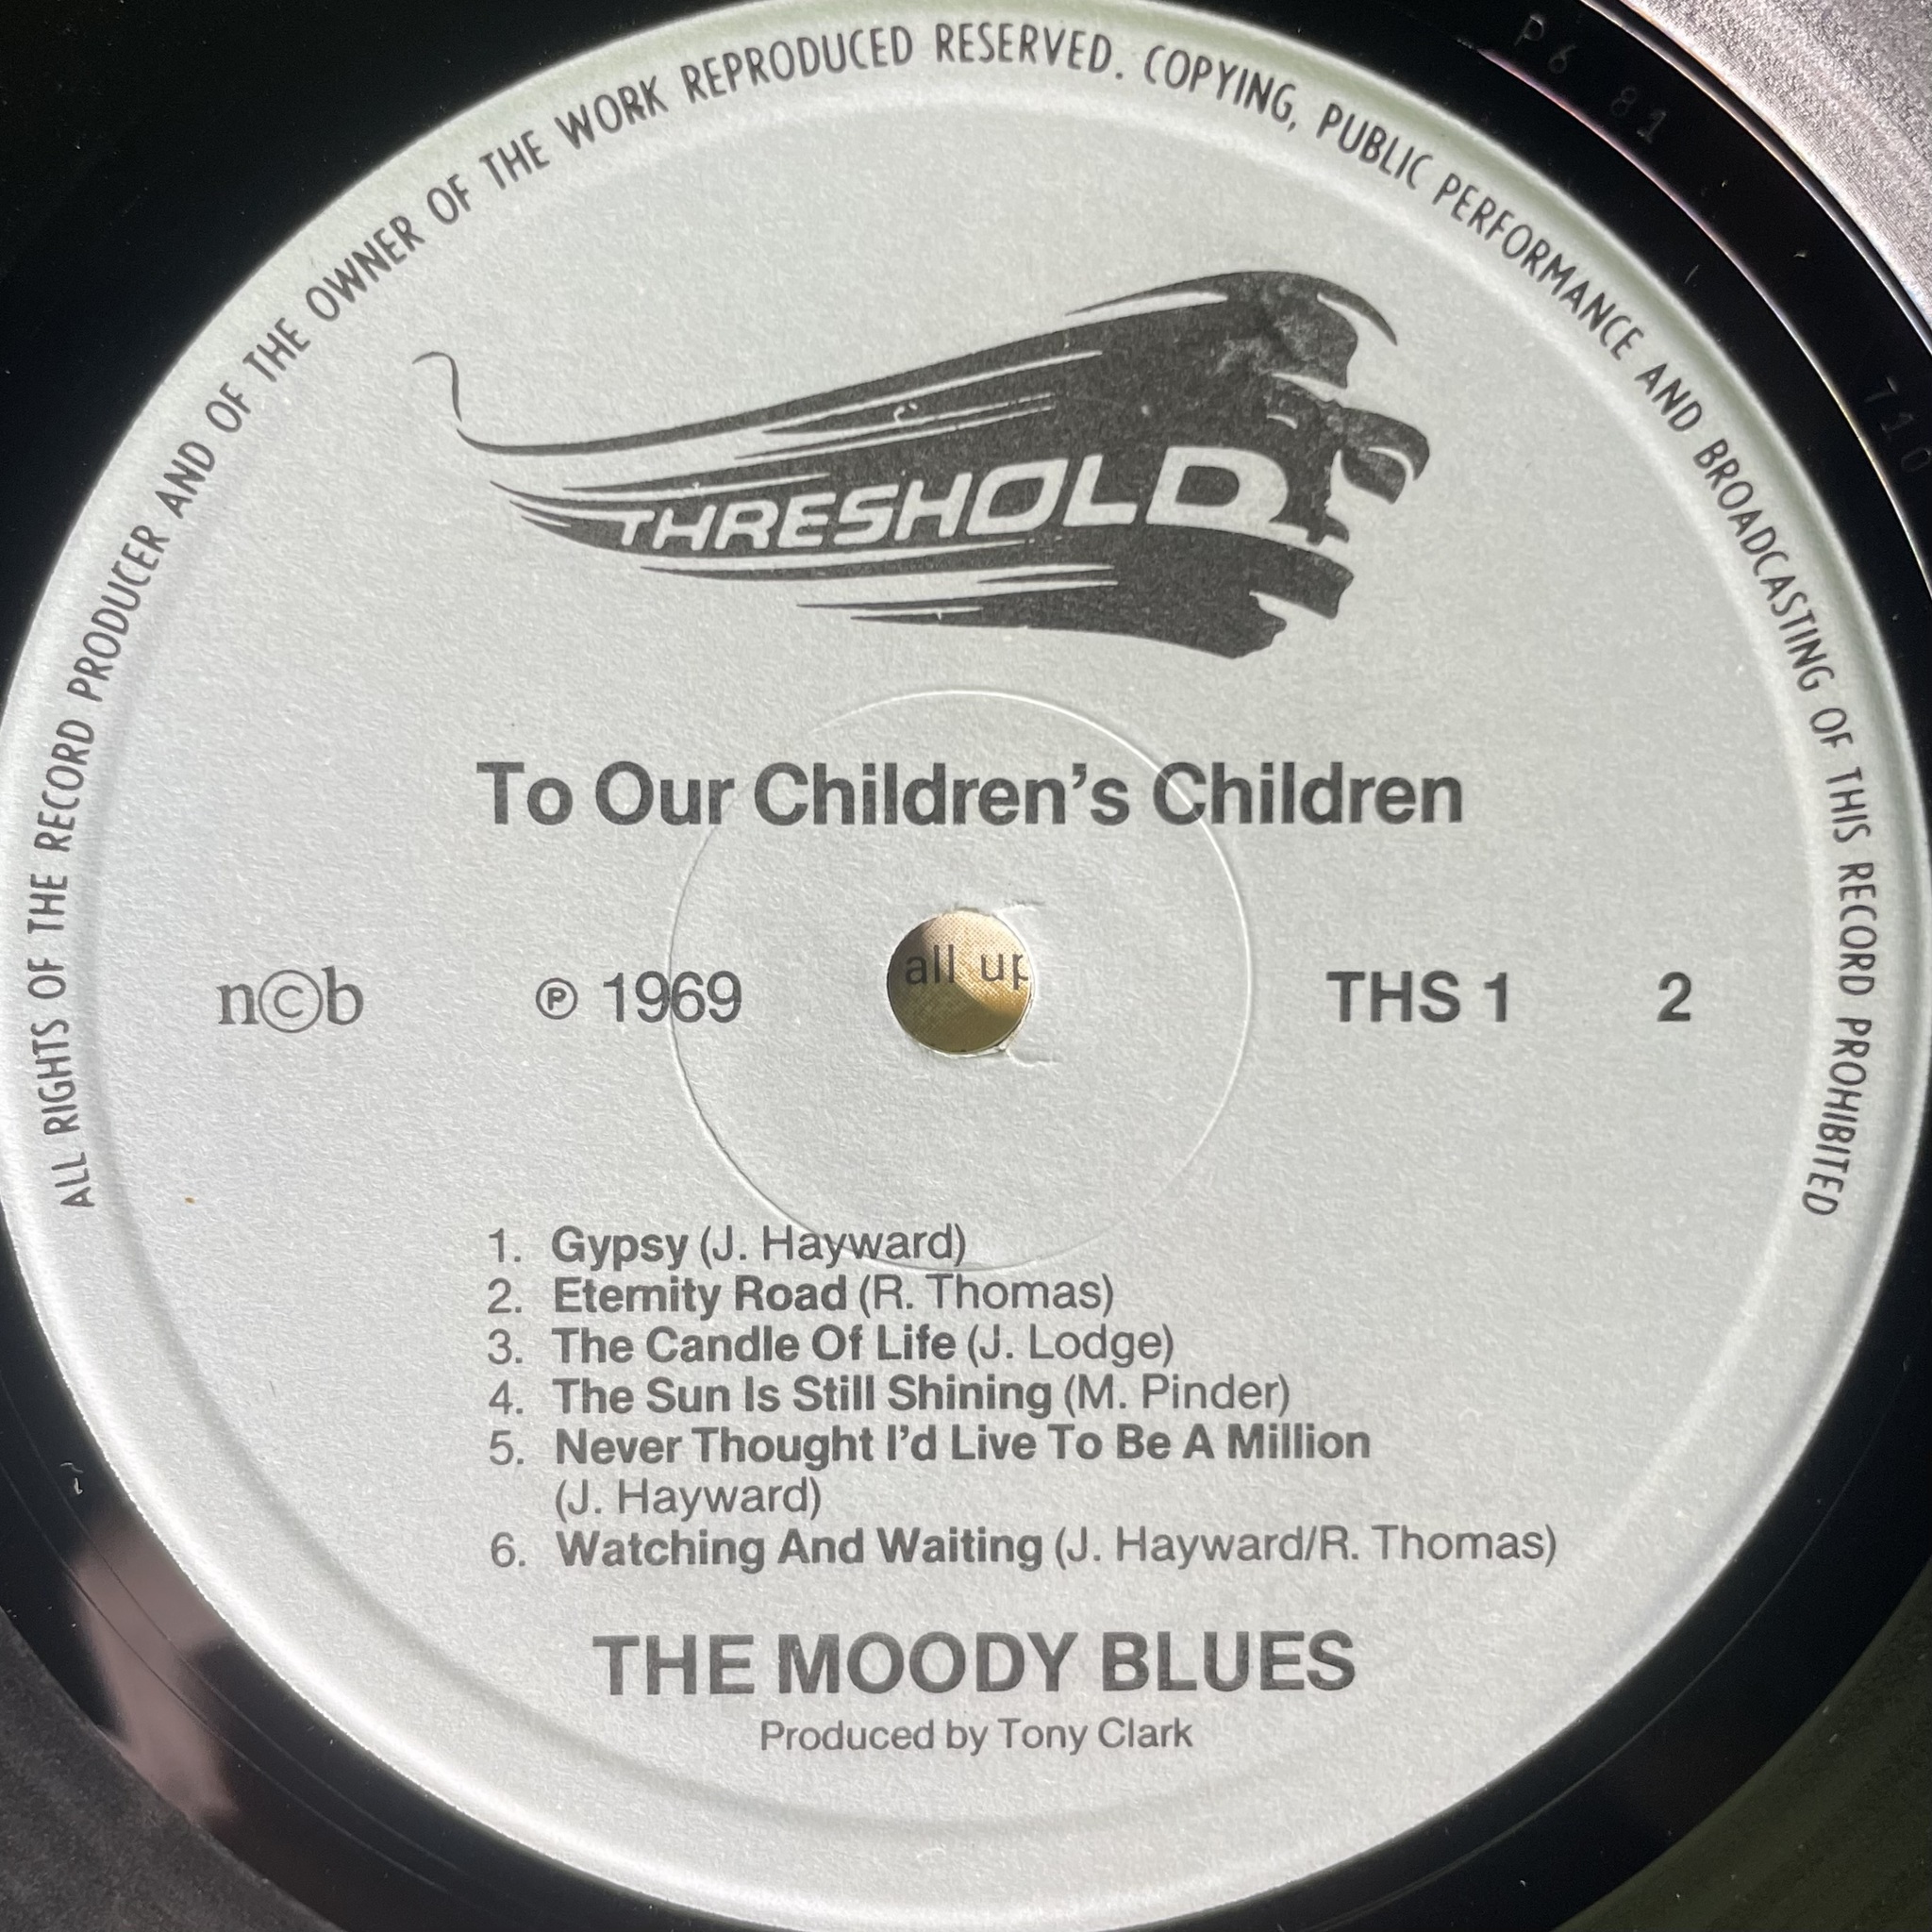 ALL RIGHTS OF THE RECORD PRODUCER AND OF THE OWNER OF THE WORK REPRODUCED RESERVED. COPYING, PUBLIC PERFORMANCE AND BROADCASTING OF THIS RECORD PROHIBITED
P6 81
710
THRESHOLD
To Our Children's Children
n©b ℗ 1969 all up THS 1 2
1. Gypsy (J. Hayward)
2. Eternity Road (R. Thomas)
3. The Candle Of Life (J. Lodge)
4. The Sun Is Still Shining (M. Pinder)
5. Never Thought I'd Live To Be A Million
(J. Hayward)
6. Watching And Waiting (J. Hayward/R. Thomas)
THE MOODY BLUES
Produced by Tony Clark